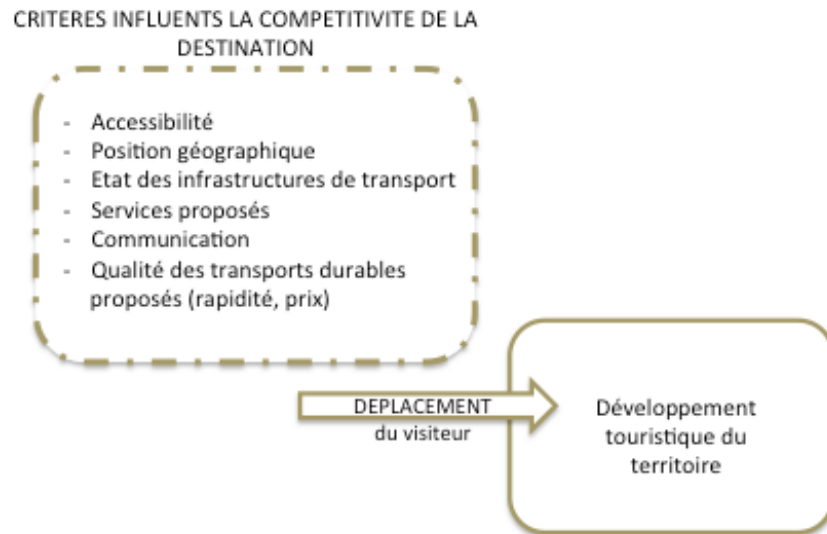 CRITERES INFLUENTS LA COMPETITIVITE DE LA
DESTINATION
- Accessibilité
- Position géographique
- Etat des infrastructures de transport
- Services proposés
- Communication
- Qualité des transports durables
proposés (rapidité, prix)
DEPLACEMENT
du visiteur
Développement
touristique du
territoire